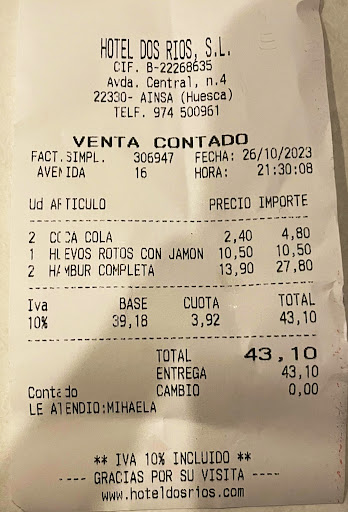 HOTEL DOS RIOS, S.L.
CIF. B-22268635
Avda. Central, n.4
22330- AINSA (Huesca)
TELF. 974 500961
VENTA CONTADO
FACT.SIMPL. 306947 FECHA: 26/10/2023
AVENIDA 16 HORA: 21:30:08
Ud ARTICULO PRECIO IMPORTE
2 COCA COLA 2,40 4,80
1 HUEVOS ROTOS CON JAMON 10,50 10,50
2 HAMBUR COMPLETA 13,90 27,80
Iva BASE CUOTA TOTAL
10% 39,18 3,92 43,10
TOTAL 43,10
ENTREGA 43,10
Contado CAMBIO 0,00
LE ATENDIO:MIHAELA
** IVA 10% INCLUIDO **
---- GRACIAS POR SU VISITA ----
www.hoteldosrios.com